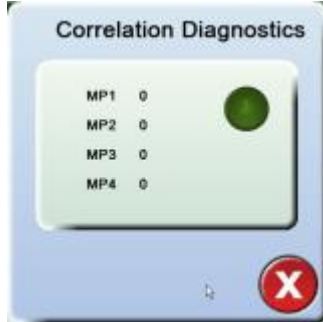 Correlation Diagnostics
MP1 0
MP2 0
MP3 0
MP4 0
X